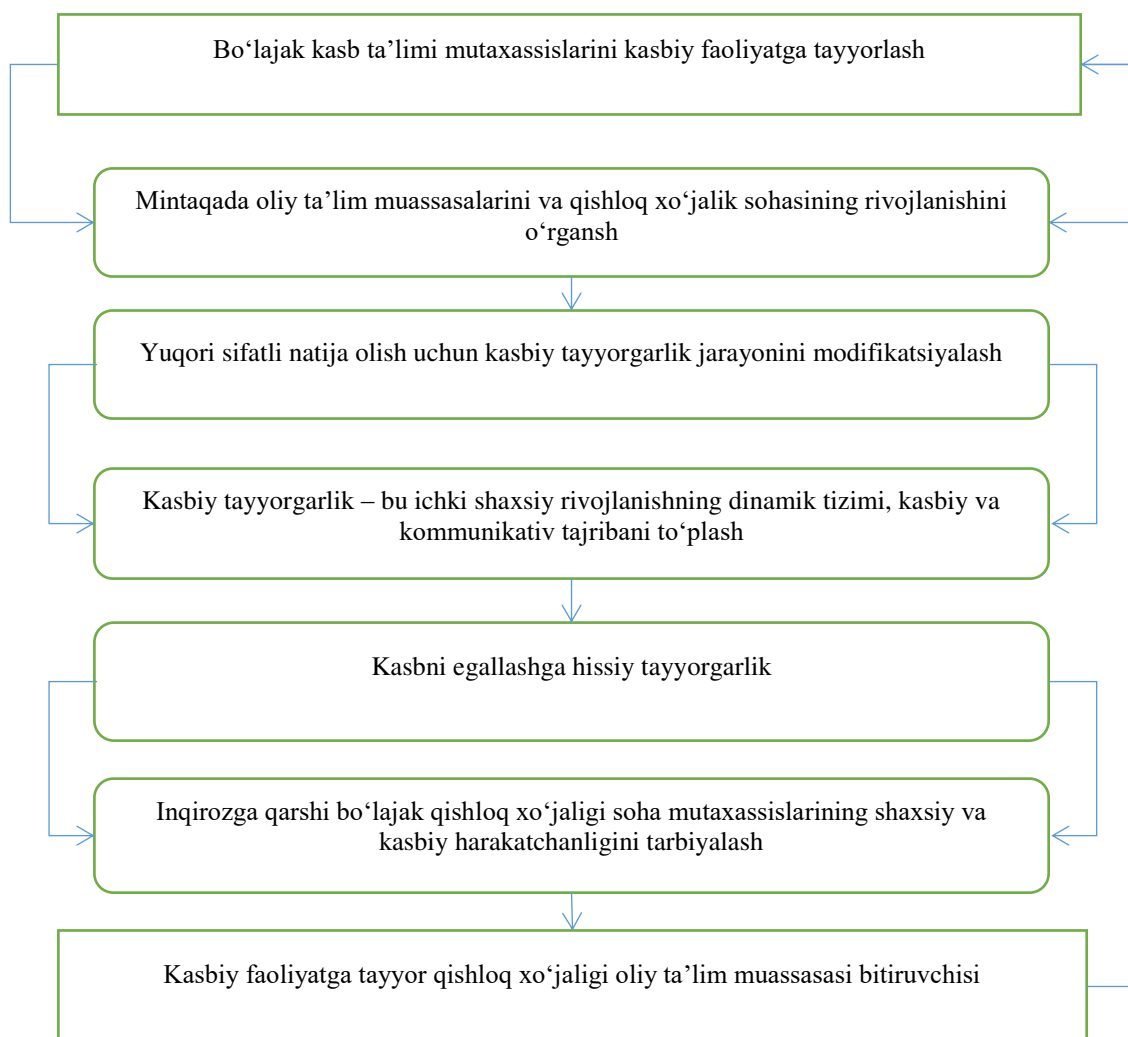 Bo‘lajak kasb ta’limi mutaxassislarini kasbiy faoliyatga tayyorlash
Mintaqada oliy ta’lim muassasalarini va qishloq xo‘jalik sohasining rivojlanishini
o‘rgansh
Yuqori sifatli natija olish uchun kasbiy tayyorgarlik jarayonini modifikatsiyalash
Kasbiy tayyorgarlik – bu ichki shaxsiy rivojlanishning dinamik tizimi, kasbiy va
kommunikativ tajribani to‘plash
Kasbni egallashga hissiy tayyorgarlik
Inqirozga qarshi bo‘lajak qishloq xo‘jaligi soha mutaxassislarining shaxsiy va
kasbiy harakatchanligini tarbiyalash
Kasbiy faoliyatga tayyor qishloq xo‘jaligi oliy ta’lim muassasasi bitiruvchisi